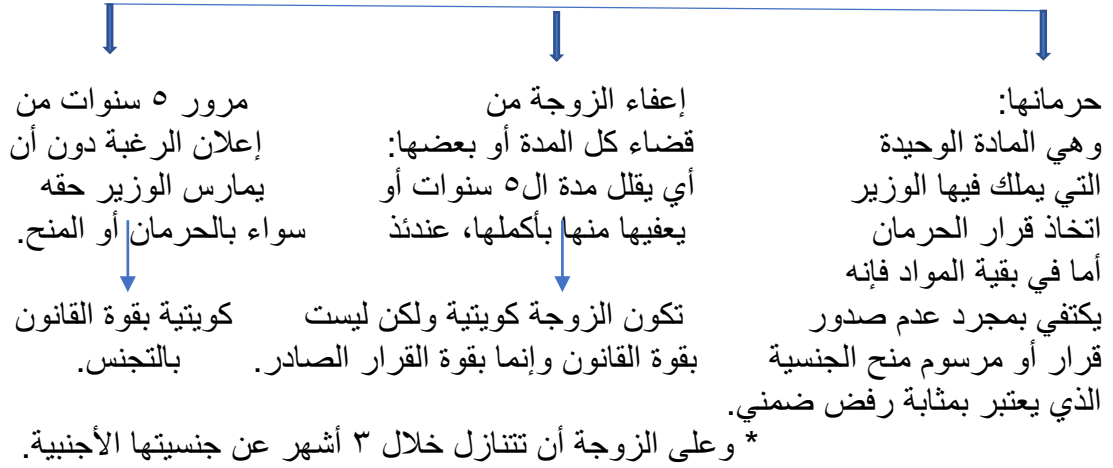 حرمانها:
وهي المادة الوحيدة
التي يملك فيها الوزير
اتخاذ قرار الحرمان
أما في بقية المواد فإنه
يكتفي بمجرد عدم صدور
قرار أو مرسوم منح الجنسية
الذي يعتبر بمثابة رفض ضمني.
إعفاء الزوجة من
قضاء كل المدة أو بعضها:
أي يقلل مدة ال٥ سنوات أو
يعفيها منها بأكملها، عندئذ
تكون الزوجة كويتية ولكن ليست
بقوة القانون وإنما بقوة القرار الصادر.
مرور ٥ سنوات من
إعلان الرغبة دون أن
يمارس الوزير حقه
سواء بالحرمان أو المنح.
كويتية بقوة القانون
بالتجنس.
* وعلى الزوجة أن تتنازل خلال ٣ أشهر عن جنسيتها الأجنبية.